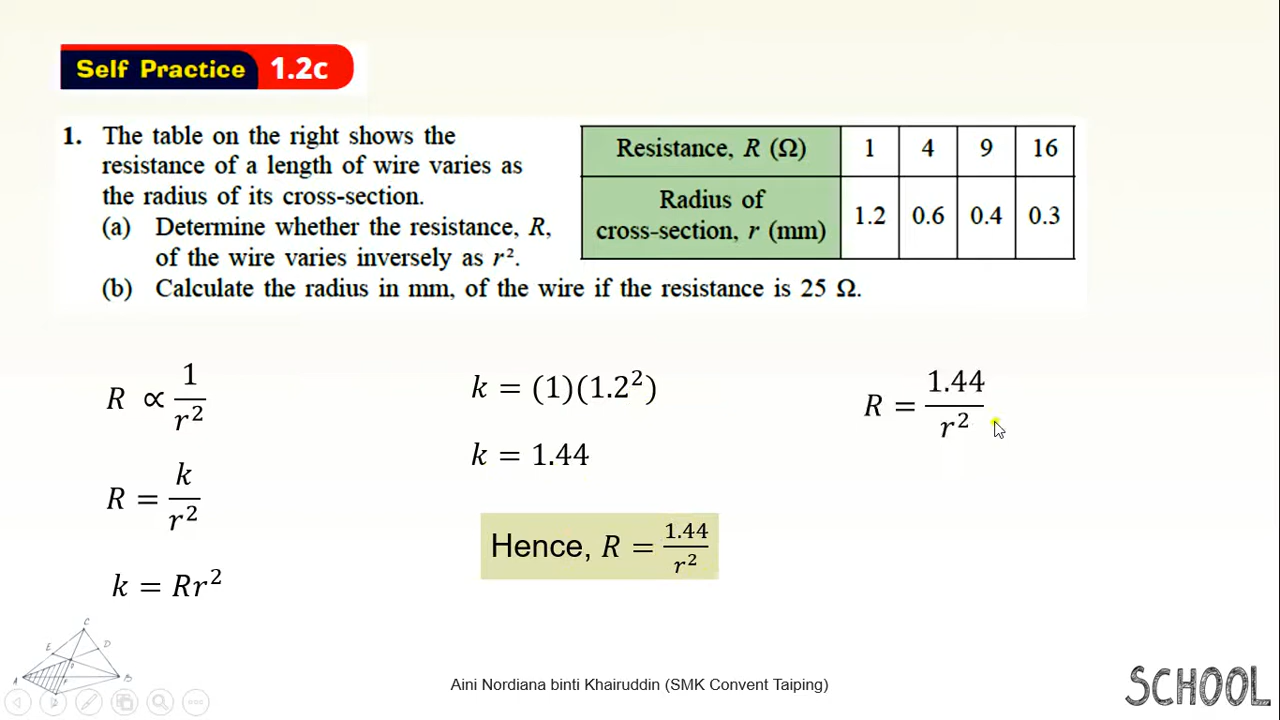 Self Practice 1.2c
1. The table on the right shows the
resistance of a length of wire varies as
the radius of its cross-section.
(a) Determine whether the resistance, R,
of the wire varies inversely as r².
(b) Calculate the radius in mm, of the wire if the resistance is 25 Ω.
Resistance, R (Ω) 1 4 9 16
Radius of
cross-section, r (mm) 1.2 0.6 0.4 0.3
R ∝ 1/r²
R = k/r²
k = Rr²
k = (1)(1.2²)
k = 1.44
Hence, R = 1.44/r²
R = 1.44/r²
C
E
D
A
B
Aini Nordiana binti Khairuddin (SMK Convent Taiping)
SCHOOL